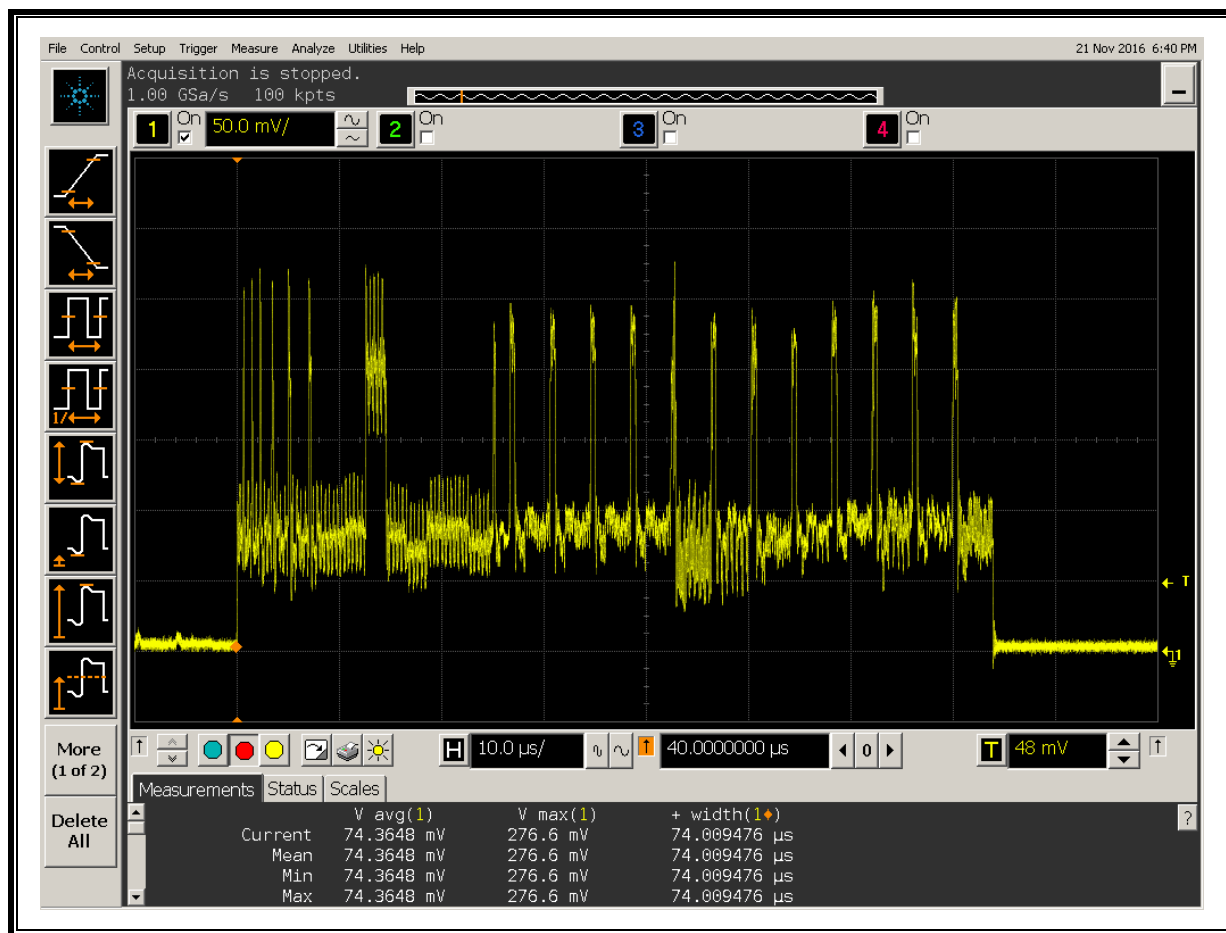 File Control Setup Trigger Measure Analyze Utilities Help 21 Nov 2016 6:40 PM
Acquisition is stopped.
1.00 GSa/s 100 kpts
1 On 50.0 mV/ 2 On 3 On 4 On
1/
T
1
More
(1 of 2)
Delete
All
H 10.0 µs/ 40.0000000 µs 0 T 48 mV
Measurements Status Scales
V avg(1) V max(1) + width(1♦)
Current 74.3648 mV 276.6 mV 74.009476 µs
Mean 74.3648 mV 276.6 mV 74.009476 µs
Min 74.3648 mV 276.6 mV 74.009476 µs
Max 74.3648 mV 276.6 mV 74.009476 µs
?